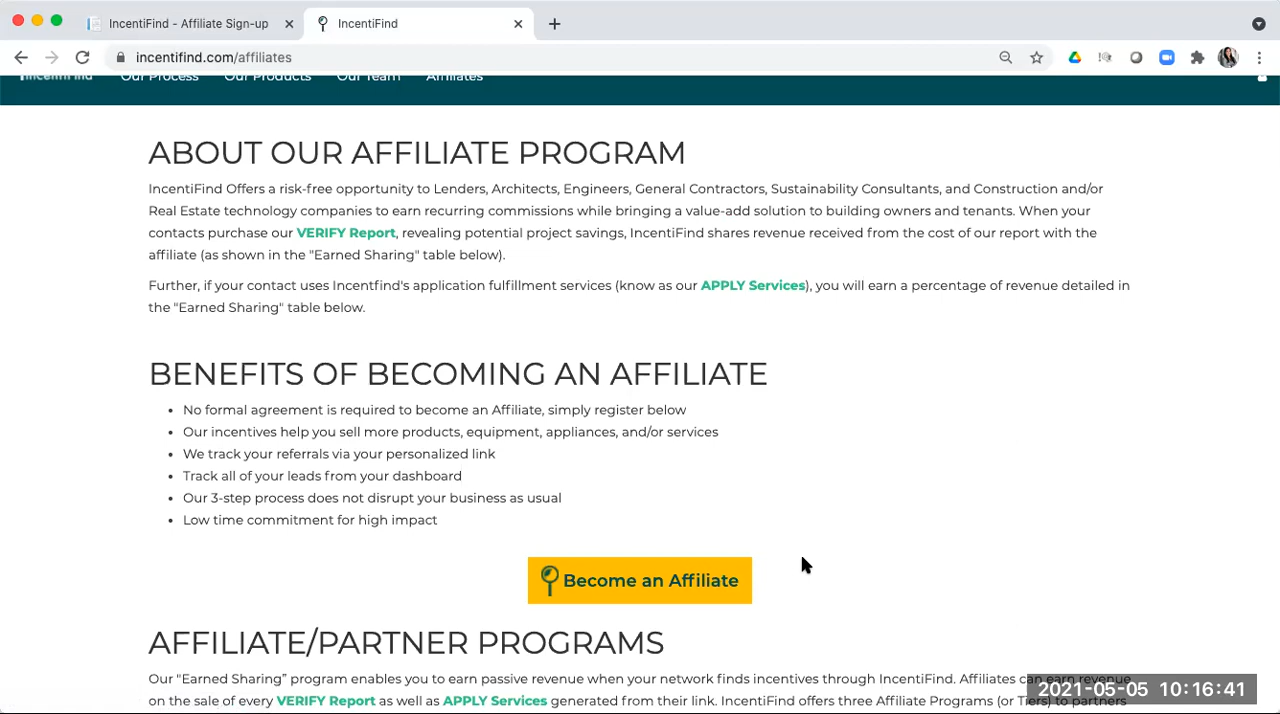 IncentiFind - Affiliate Sign-up
IncentiFind
incentifind.com/affiliates
IncentiFind Our Process Our Products Our Team Affiliates
ABOUT OUR AFFILIATE PROGRAM
IncentiFind Offers a risk-free opportunity to Lenders, Architects, Engineers, General Contractors, Sustainability Consultants, and Construction and/or
Real Estate technology companies to earn recurring commissions while bringing a value-add solution to building owners and tenants. When your
contacts purchase our VERIFY Report, revealing potential project savings, IncentiFind shares revenue received from the cost of our report with the
affiliate (as shown in the "Earned Sharing" table below).
Further, if your contact uses Incentfind's application fulfillment services (know as our APPLY Services), you will earn a percentage of revenue detailed in
the "Earned Sharing" table below.
BENEFITS OF BECOMING AN AFFILIATE
• No formal agreement is required to become an Affiliate, simply register below
• Our incentives help you sell more products, equipment, appliances, and/or services
• We track your referrals via your personalized link
• Track all of your leads from your dashboard
• Our 3-step process does not disrupt your business as usual
• Low time commitment for high impact
Become an Affiliate
AFFILIATE/PARTNER PROGRAMS
Our "Earned Sharing” program enables you to earn passive revenue when your network finds incentives through IncentiFind. Affiliates can earn revenue
on the sale of every VERIFY Report as well as APPLY Services generated from their link. IncentiFind offers three Affiliate Programs (or Tiers) to partners
2021-05-05 10:16:41